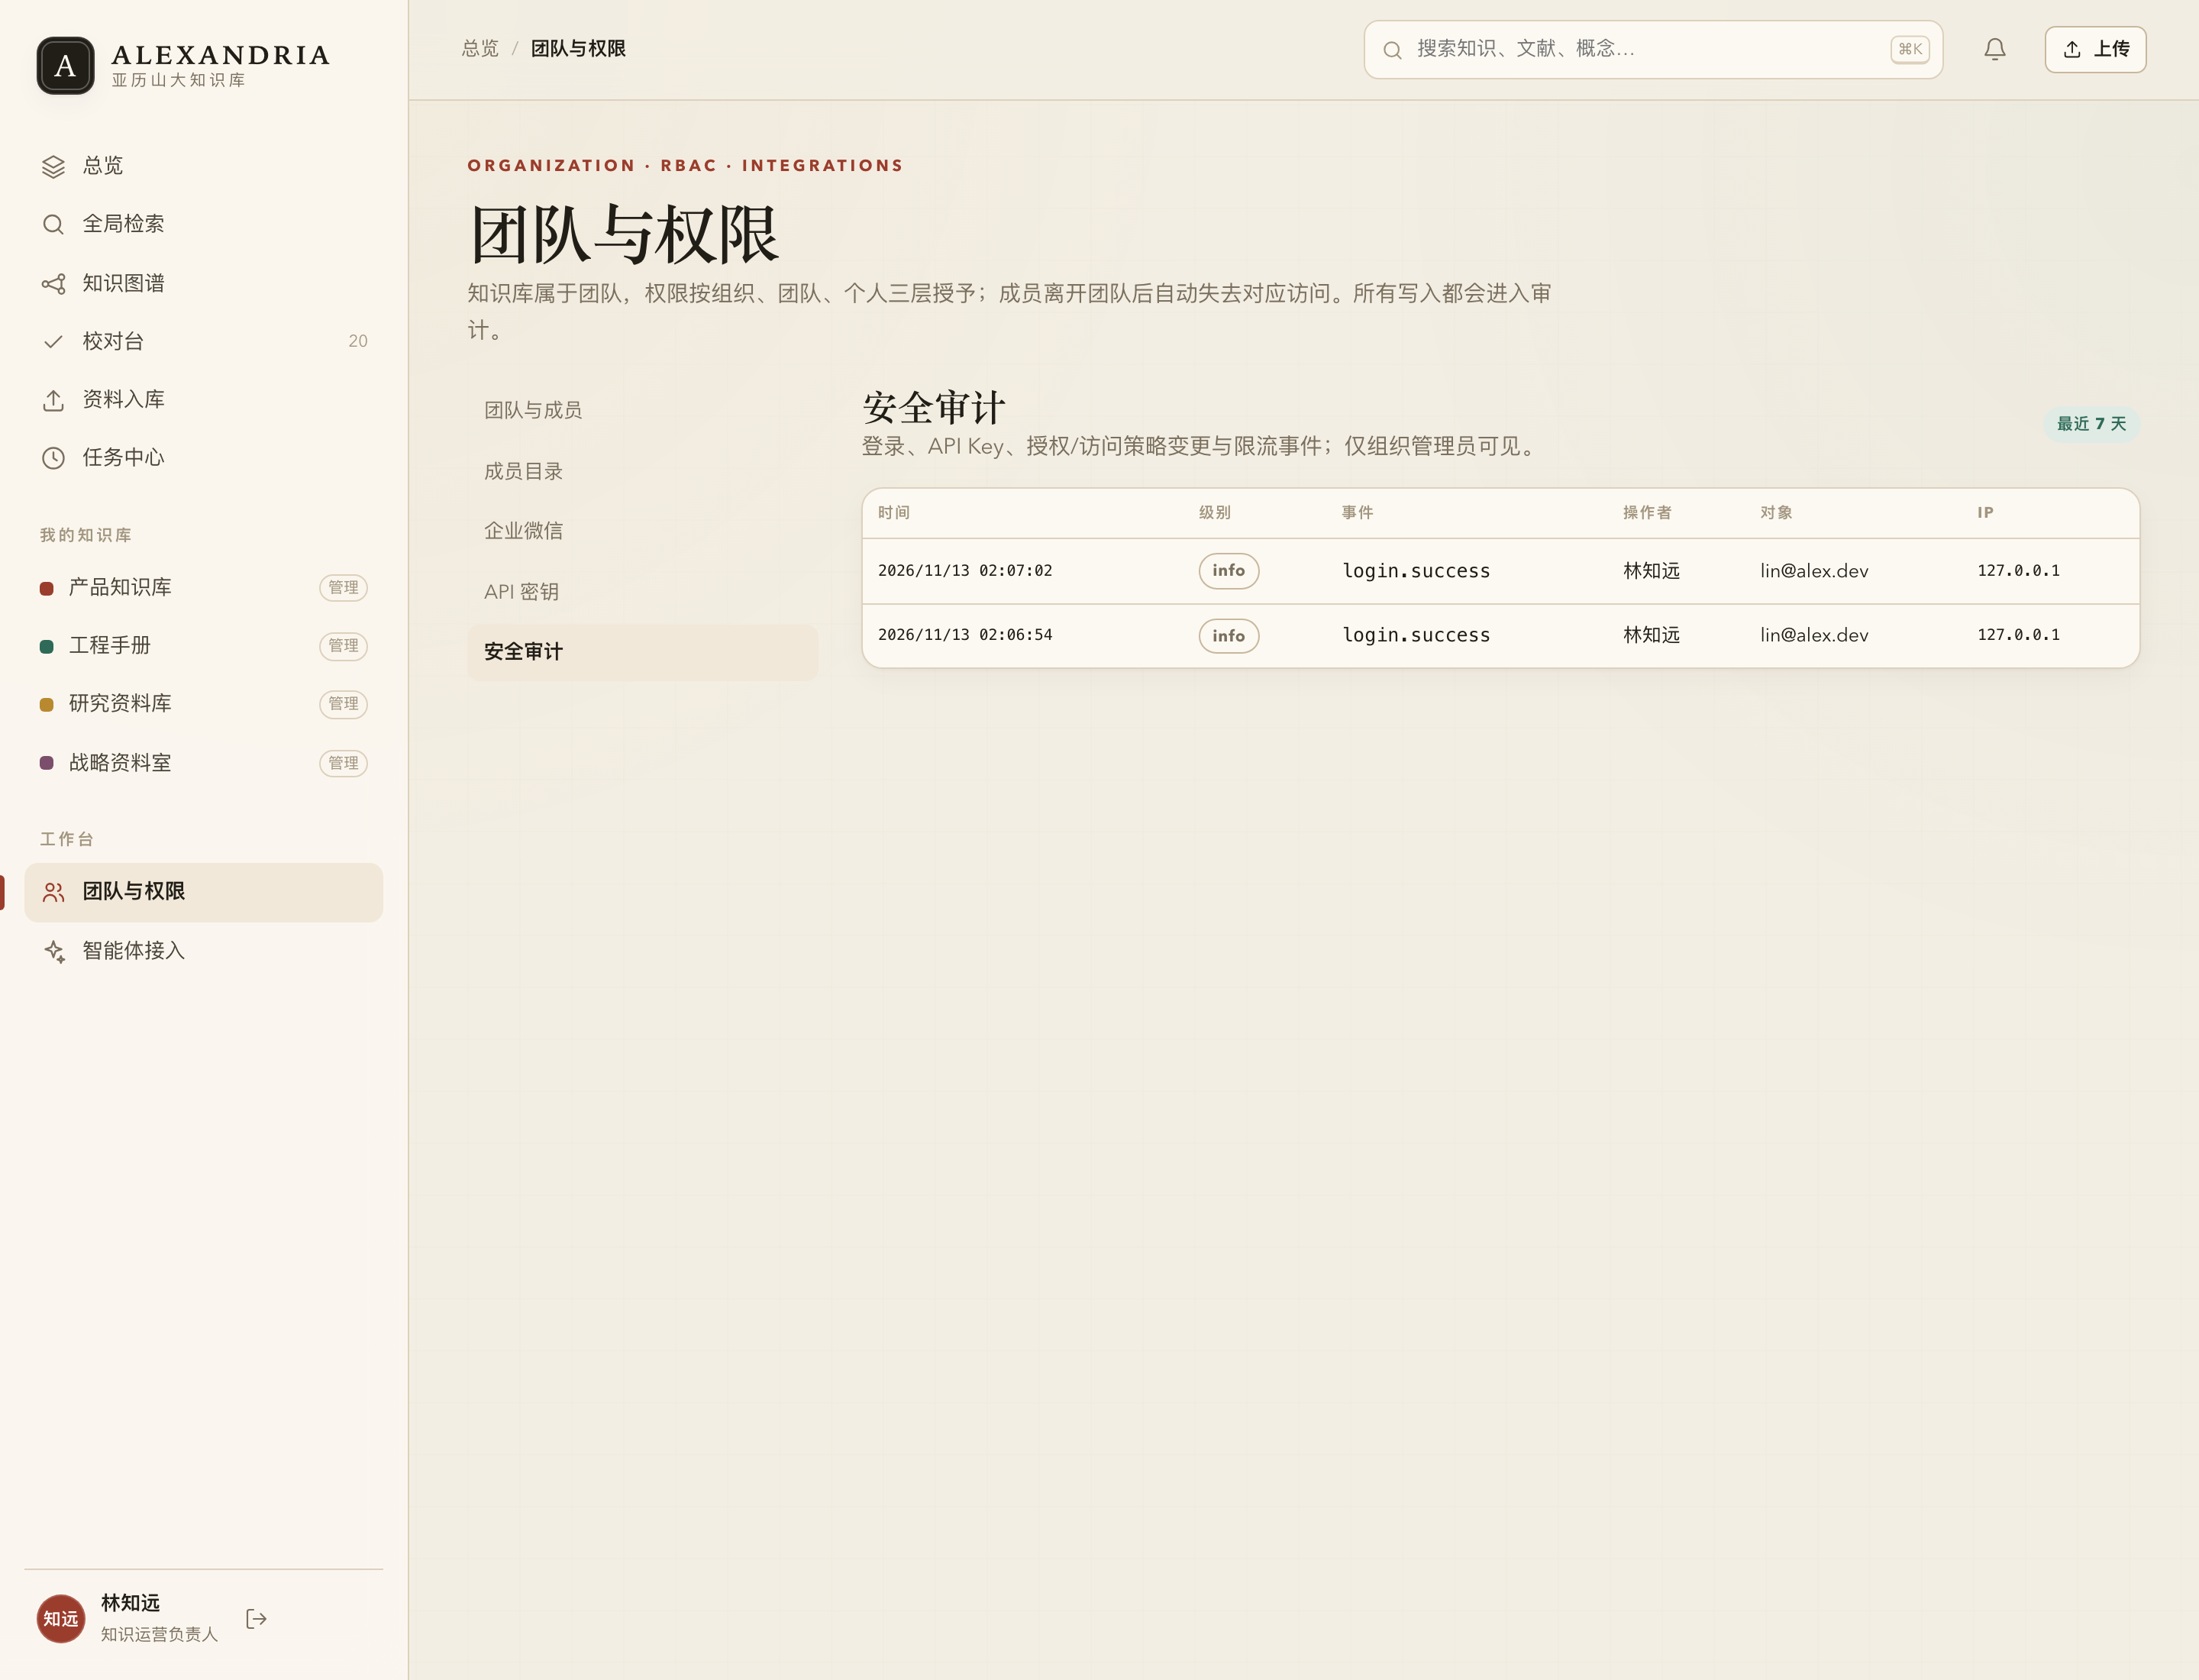 A
ALEXANDRIA
亚历山大知识库
总览
全局检索
知识图谱
校对台 20
资料入库
任务中心
我的知识库
产品知识库 管理
工程手册 管理
研究资料库 管理
战略资料室 管理
工作台
团队与权限
智能体接入
知远
林知远
知识运营负责人
总览 / 团队与权限
搜索知识、文献、概念... ⌘K
上传
ORGANIZATION · RBAC · INTEGRATIONS
团队与权限
知识库属于团队，权限按组织、团队、个人三层授予；成员离开团队后自动失去对应访问。所有写入都会进入审
计。
团队与成员
成员目录
企业微信
API 密钥
安全审计
安全审计
登录、API Key、授权/访问策略变更与限流事件；仅组织管理员可见。
最近 7 天
时间 级别 事件 操作者 对象 IP
2026/11/13 02:07:02 info login.success 林知远 lin@alex.dev 127.0.0.1
2026/11/13 02:06:54 info login.success 林知远 lin@alex.dev 127.0.0.1